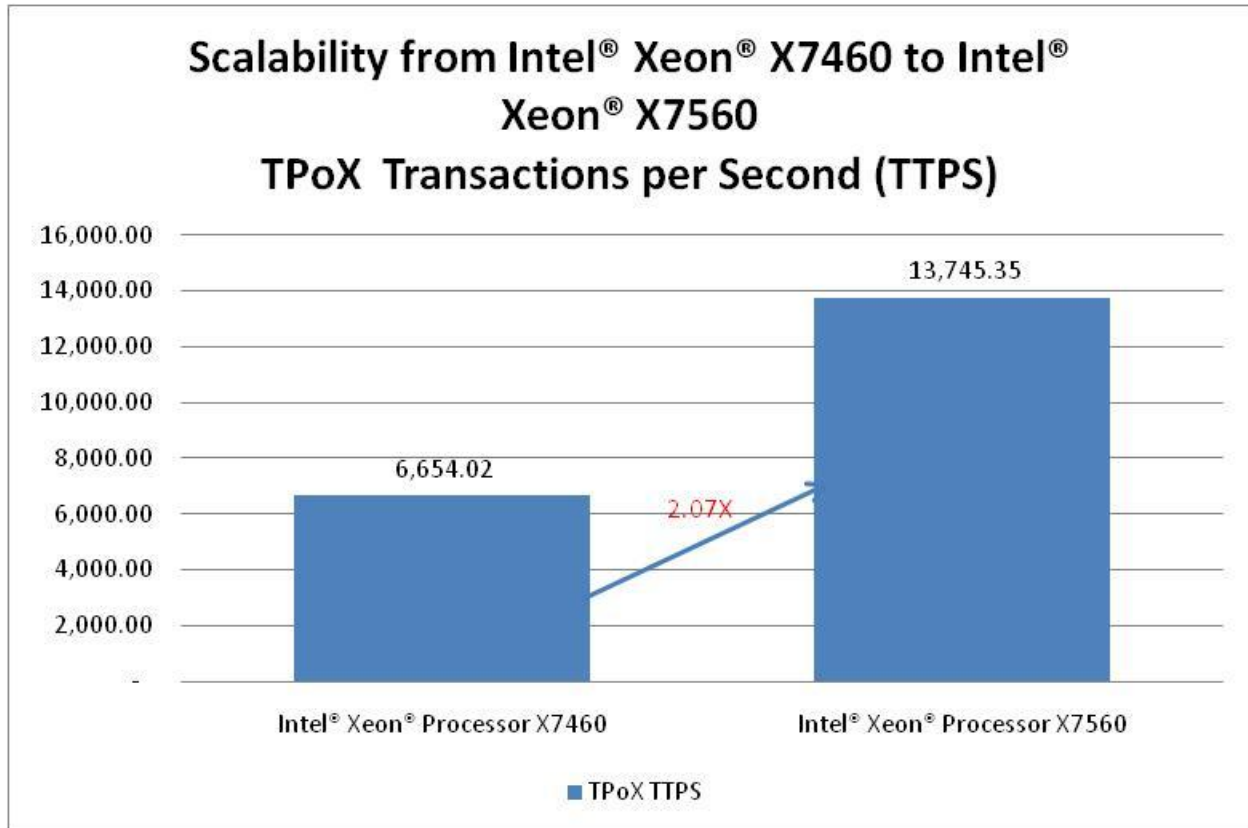 Scalability from Intel® Xeon® X7460 to Intel®
Xeon® X7560
TPoX  Transactions per Second (TTPS)
16,000.00
14,000.00
12,000.00
10,000.00
8,000.00
6,000.00
4,000.00
2,000.00
-
6,654.02
2.07X
13,745.35
Intel® Xeon® Processor X7460
Intel® Xeon® Processor X7560
TPoX TTPS